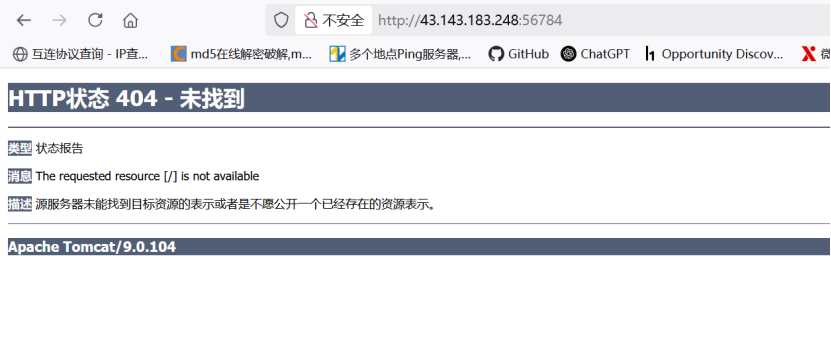 不安全 http://43.143.183.248:56784
互连协议查询 - IP查... md5在线解密破解,m... 多个地点Ping服务器,... GitHub ChatGPT Opportunity Discov... 微
HTTP状态 404 - 未找到
类型 状态报告
消息 The requested resource [/] is not available
描述 源服务器未能找到目标资源的表示或者是不愿公开一个已经存在的资源表示。
Apache Tomcat/9.0.104